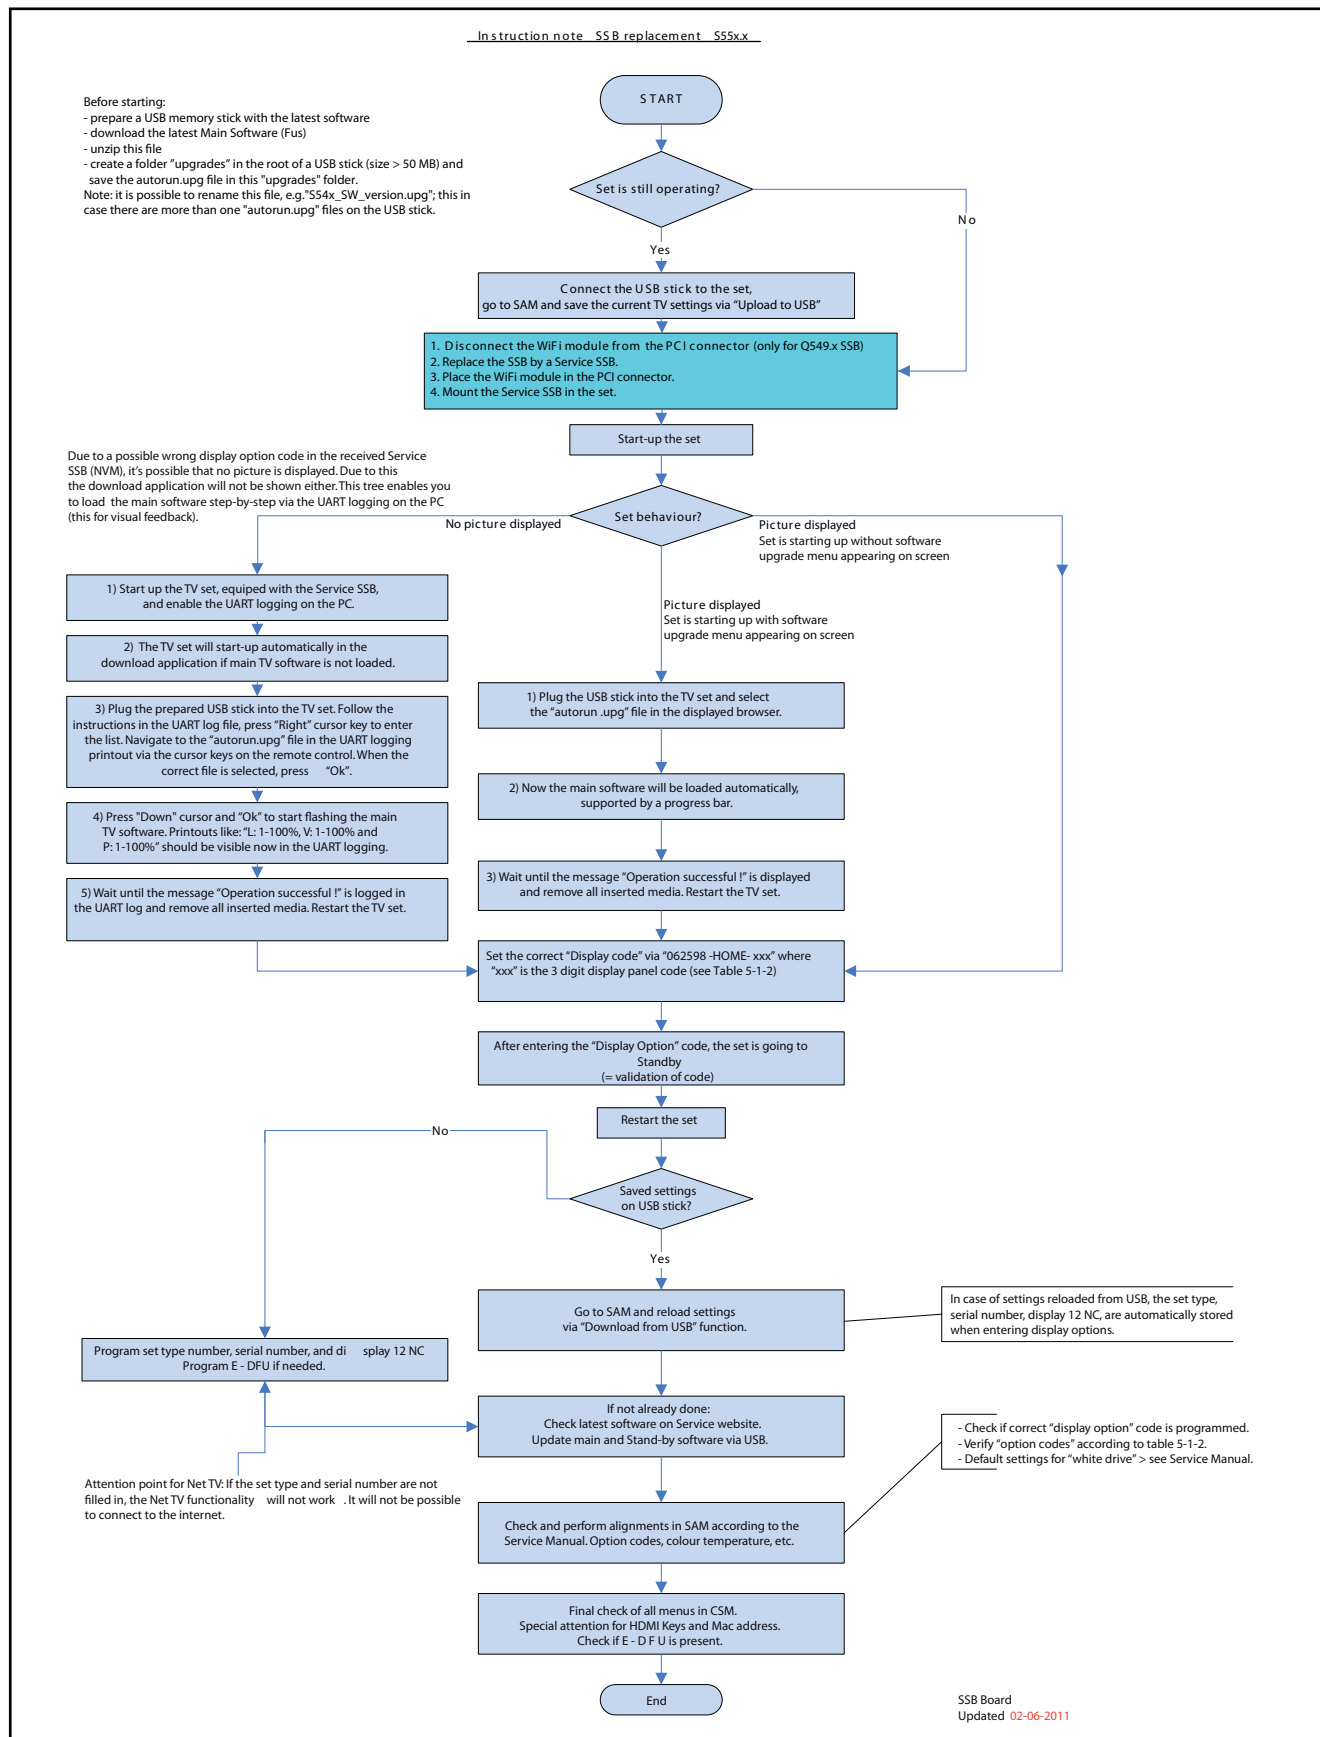 Instruction note SSB replacement S55x.x
START
Before starting:
- prepare a USB memory stick with the latest software
- download the latest Main Software (Fus)
- unzip this file
- create a folder "upgrades" in the root of a USB stick (size > 50 MB) and
save the autorun.upg file in this "upgrades" folder.
Note: it is possible to rename this file, e.g."S54x_SW_version.upg"; this in
case there are more than one "autorun.upg" files on the USB stick.
Set is still operating?
No
Yes
Connect the USB stick to the set,
go to SAM and save the current TV settings via "Upload to USB"
1. Disconnect the WiFi module from the PCI connector (only for Q549.x SSB)
2. Replace the SSB by a Service SSB.
3. Place the WiFi module in the PCI connector.
4. Mount the Service SSB in the set.
Start-up the set
Due to a possible wrong display option code in the received Service
SSB (NVM), it's possible that no picture is displayed. Due to this
the download application will not be shown either. This tree enables you
to load the main software step-by-step via the UART logging on the PC
(this for visual feedback).
Set behaviour?
No picture displayed
Picture displayed
Set is starting up without software
upgrade menu appearing on screen
Picture displayed
Set is starting up with software
upgrade menu appearing on screen
1) Start up the TV set, equiped with the Service SSB,
and enable the UART logging on the PC.
2) The TV set will start-up automatically in the
download application if main TV software is not loaded.
3) Plug the prepared USB stick into the TV set. Follow the
instructions in the UART log file, press "Right" cursor key to enter
the list. Navigate to the "autorun.upg" file in the UART logging
printout via the cursor keys on the remote control. When the
correct file is selected, press "Ok".
4) Press "Down" cursor and "Ok" to start flashing the main
TV software. Printouts like: "L: 1-100%, V: 1-100% and
P: 1-100%" should be visible now in the UART logging.
5) Wait until the message "Operation successful !" is logged in
the UART log and remove all inserted media. Restart the TV set.
1) Plug the USB stick into the TV set and select
the "autorun .upg" file in the displayed browser.
2) Now the main software will be loaded automatically,
supported by a progress bar.
3) Wait until the message "Operation successful !" is displayed
and remove all inserted media. Restart the TV set.
Set the correct "Display code" via "062598 -HOME- xxx" where
"xxx" is the 3 digit display panel code (see Table 5-1-2)
After entering the "Display Option" code, the set is going to
Standby
(= validation of code)
Restart the set
No
Saved settings
on USB stick?
Yes
Go to SAM and reload settings
via "Download from USB" function.
In case of settings reloaded from USB, the set type,
serial number, display 12 NC, are automatically stored
when entering display options.
Program set type number, serial number, and di splay 12 NC
Program E - DFU if needed.
If not already done:
Check latest software on Service website.
Update main and Stand-by software via USB.
- Check if correct "display option" code is programmed.
- Verify "option codes" according to table 5-1-2.
- Default settings for "white drive" > see Service Manual.
Attention point for Net TV: If the set type and serial number are not
filled in, the Net TV functionality will not work . It will not be possible
to connect to the internet.
Check and perform alignments in SAM according to the
Service Manual. Option codes, colour temperature, etc.
Final check of all menus in CSM.
Special attention for HDMI Keys and Mac address.
Check if E - D F U is present.
End
SSB Board
Updated 02-06-2011